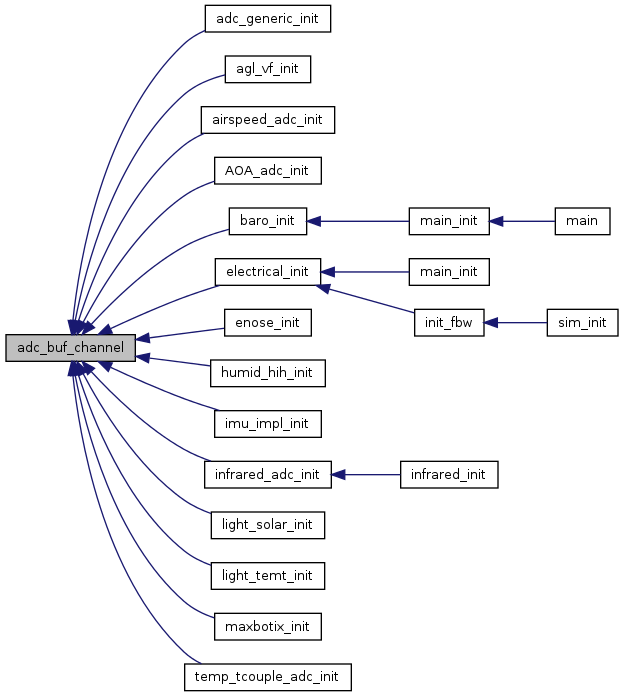 adc_generic_init
agl_vf_init
airspeed_adc_init
AOA_adc_init
baro_init
main_init
main
electrical_init
main_init
init_fbw
sim_init
enose_init
adc_buf_channel
humid_hih_init
imu_impl_init
infrared_adc_init
infrared_init
light_solar_init
light_temt_init
maxbotix_init
temp_tcouple_adc_init